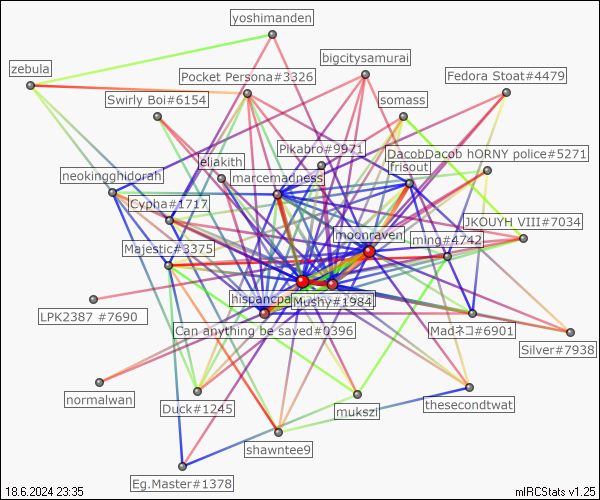 yoshimanden
bigcitysamurai
zebula
Pocket Persona#3326
Fedora Stoat#4479
Swirly Boi#6154
somass
Pikabro#9971
DacobDacob hORNY police#5271
eliakith
frisout
neokingghidorah
marcemadness
Cypha#1717
JKOUYH VIII#7034
moonraven
ming#4742
Majestic#3375
hispancpa
Mushy#1984
LPK2387 #7690
Can anything be saved#0396
Madネコ#6901
Silver#7938
normalwan
Duck#1245
mukszi
thesecondtwat
shawntee9
Eg.Master#1378
18.6.2024 23:35
mIRCStats v1.25